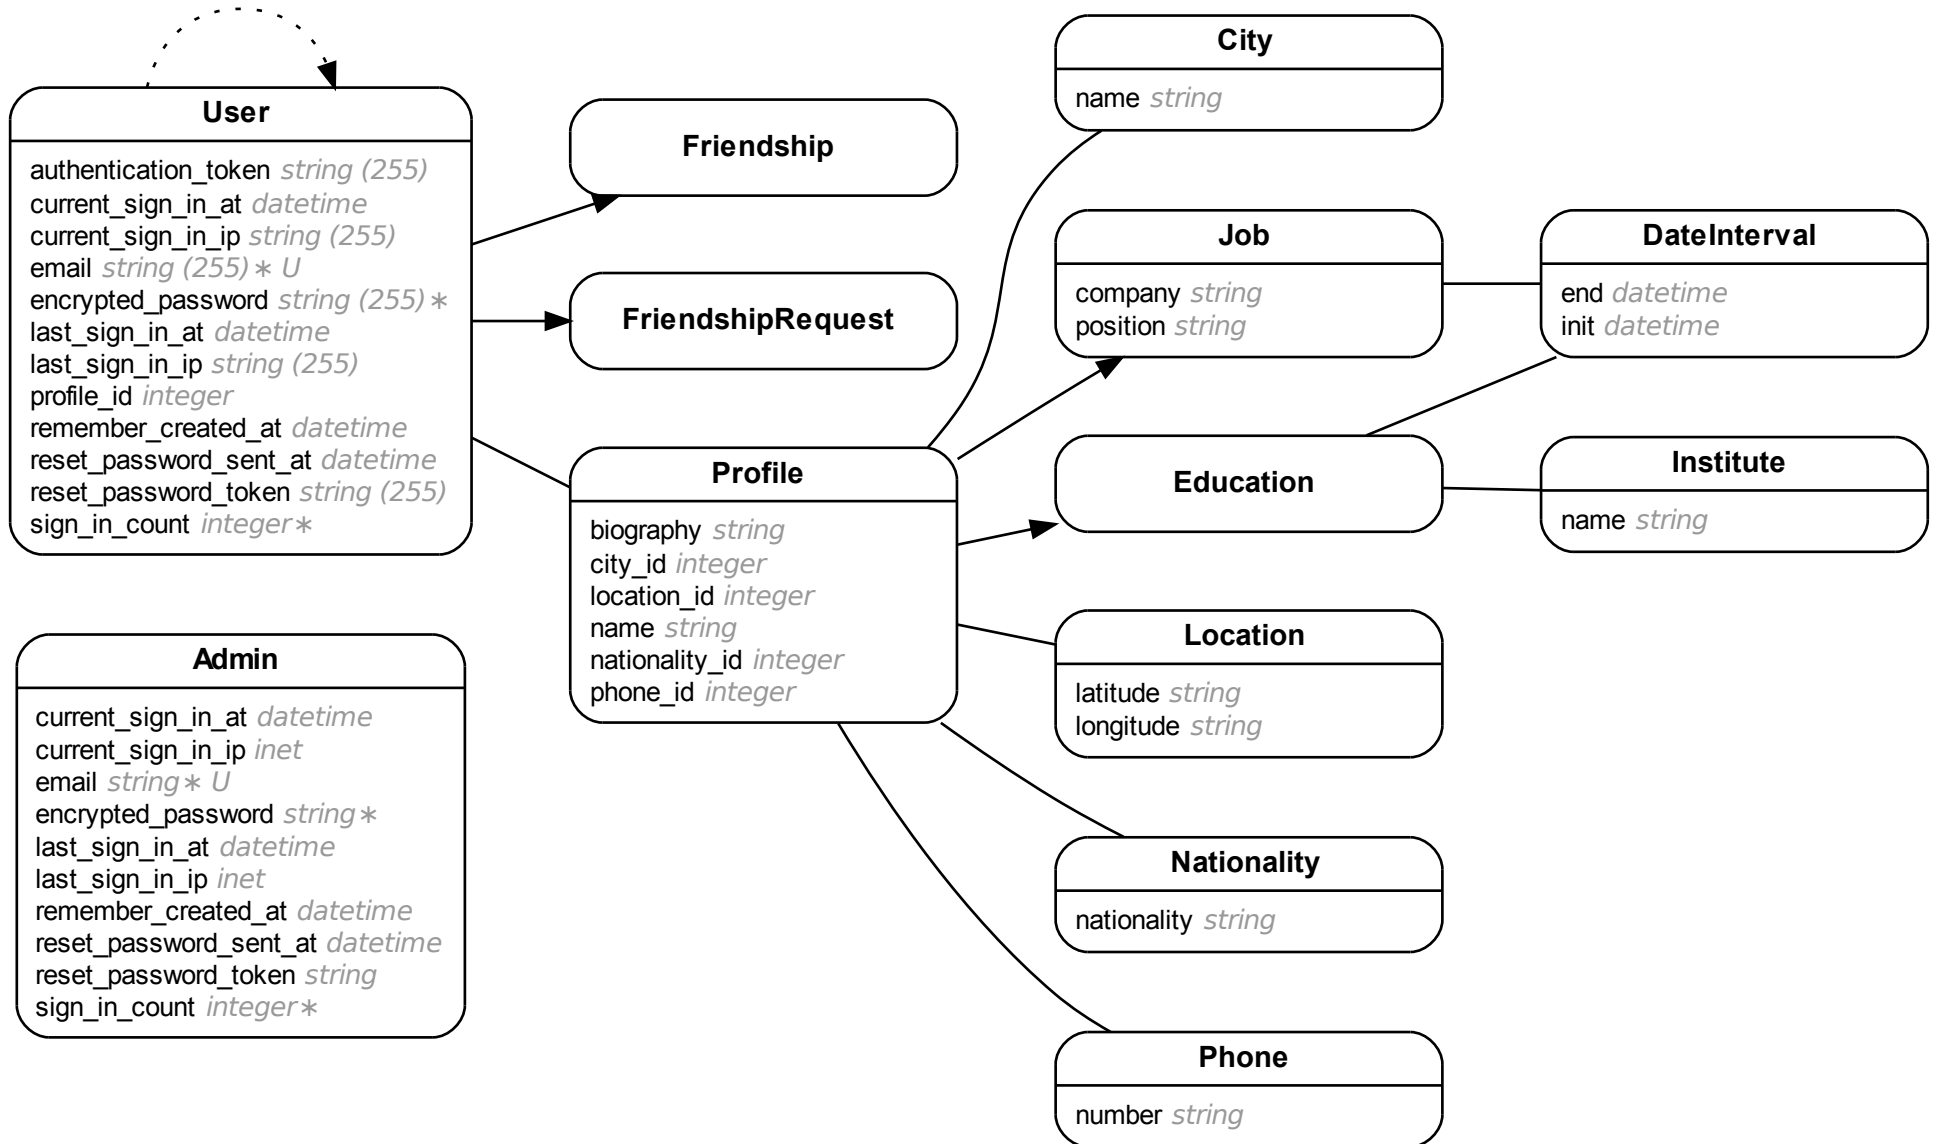 User
authentication_token string (255)
current_sign_in_at datetime
current_sign_in_ip string (255)
email string (255) ∗ U
encrypted_password string (255) ∗
last_sign_in_at datetime
last_sign_in_ip string (255)
profile_id integer
remember_created_at datetime
reset_password_sent_at datetime
reset_password_token string (255)
sign_in_count integer ∗
Admin
current_sign_in_at datetime
current_sign_in_ip inet
email string ∗ U
encrypted_password string ∗
last_sign_in_at datetime
last_sign_in_ip inet
remember_created_at datetime
reset_password_sent_at datetime
reset_password_token string
sign_in_count integer ∗
Friendship
FriendshipRequest
Profile
biography string
city_id integer
location_id integer
name string
nationality_id integer
phone_id integer
City
name string
Job
company string
position string
Education
Location
latitude string
longitude string
Nationality
nationality string
Phone
number string
DateInterval
end datetime
init datetime
Institute
name string